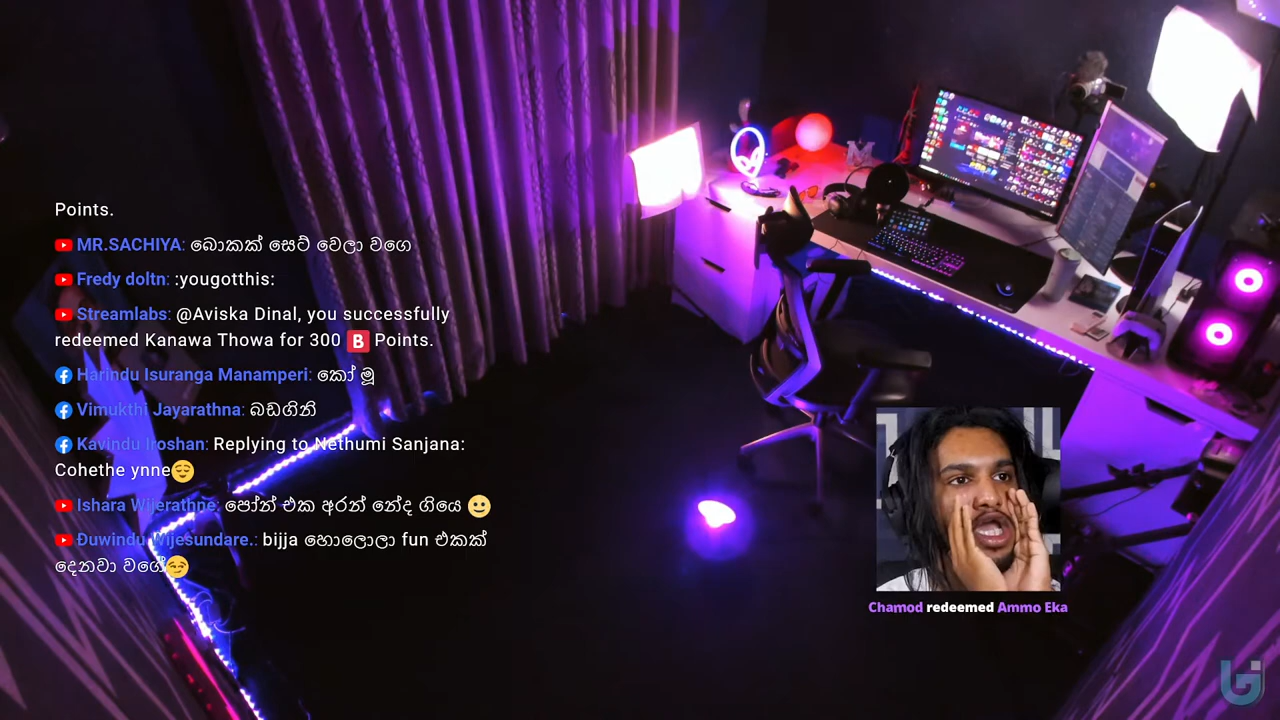 Points.
MR.SACHIYA: බොකක් සෙට් වෙලා වගෙ
Fredy doltn: :yougotthis:
Streamlabs: @Aviska Dinal, you successfully
redeemed Kanawa Thowa for 300 B Points.
Harindu Isuranga Manamperi: කෝ මූ
Vimukthi Jayarathna: බඩගිනි
Kavindu Iroshan: Replying to Nethumi Sanjana:
Cohethe ynne😌
Ishara Wijerathne: පෝන් එක අරන් නේද ගියෙ 😀
Đuwindu Wijesundare.: bijja හොලොලා fun එකක්
දෙනවා වගේ😏
Chamod redeemed Ammo Eka